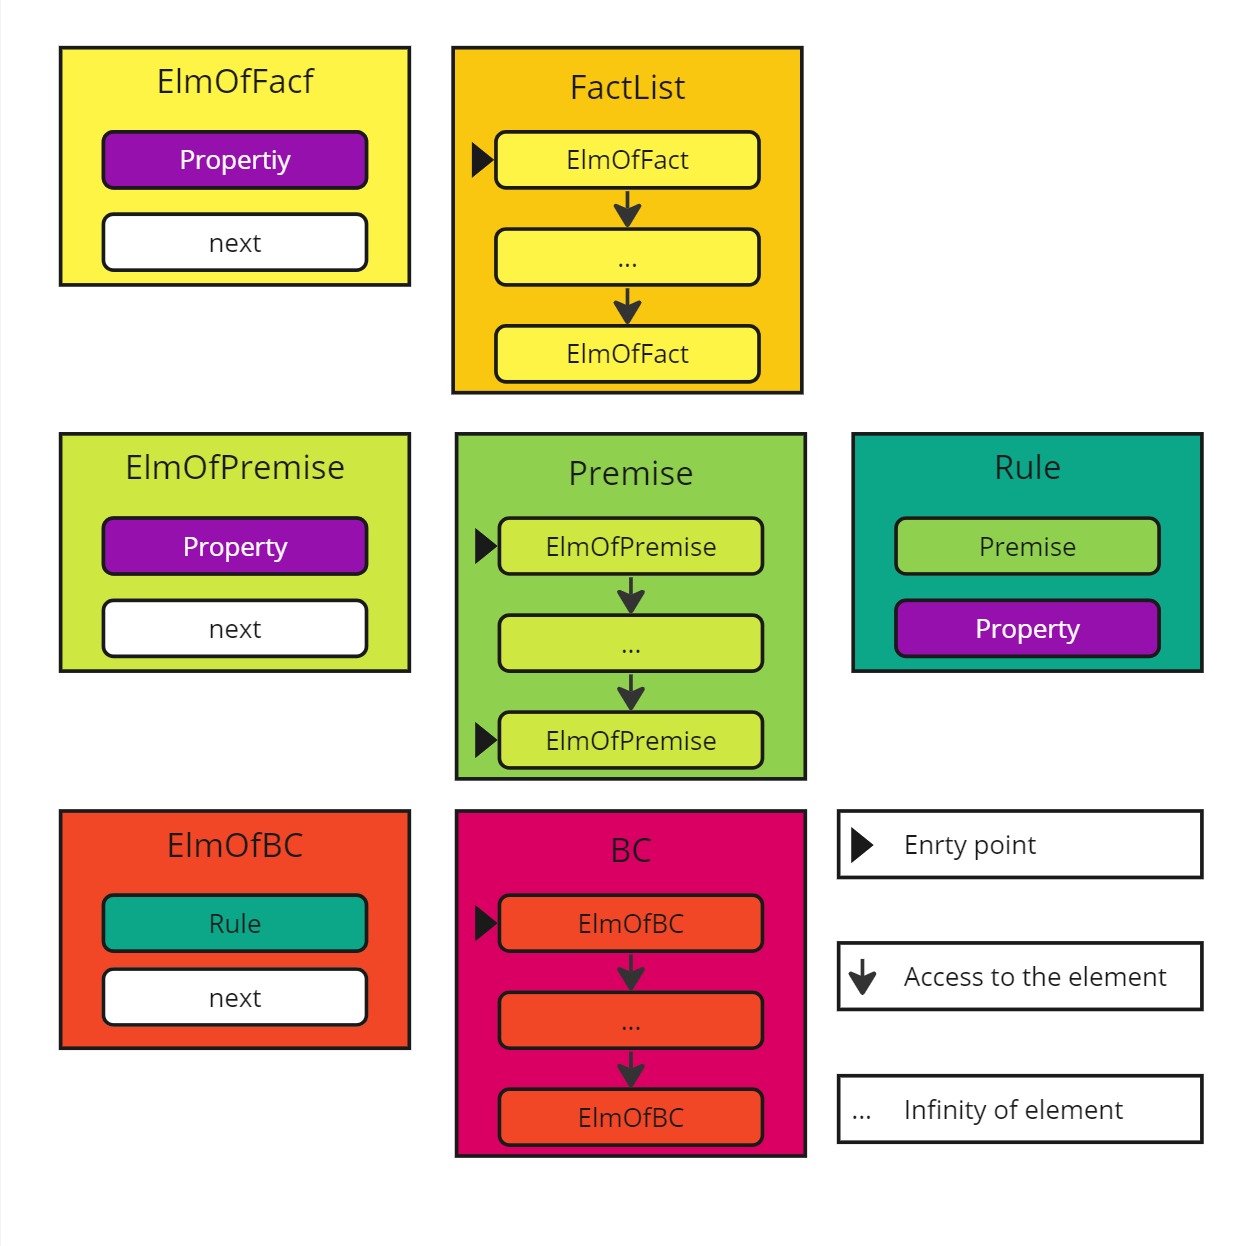 ElmOfFacf
Propertiy
next
FactList
ElmOfFact
...
ElmOfFact
ElmOfPremise
Property
next
Premise
ElmOfPremise
...
ElmOfPremise
Rule
Premise
Property
ElmOfBC
Rule
next
BC
ElmOfBC
...
ElmOfBC
Enrty point
Access to the element
... Infinity of element